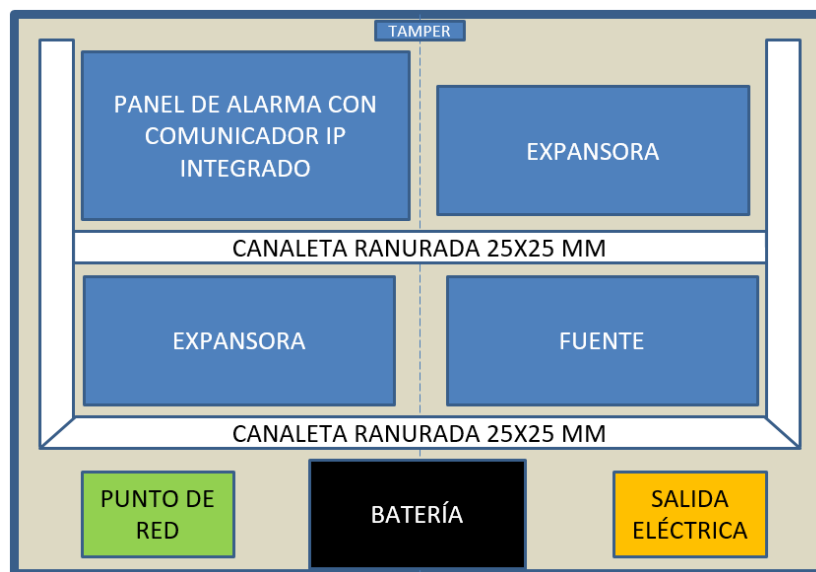 TAMPER
PANEL DE ALARMA CON
COMUNICADOR IP
INTEGRADO
EXPANSORA
CANALETA RANURADA 25X25 MM
EXPANSORA
FUENTE
CANALETA RANURADA 25X25 MM
PUNTO DE
RED
BATERÍA
SALIDA
ELÉCTRICA